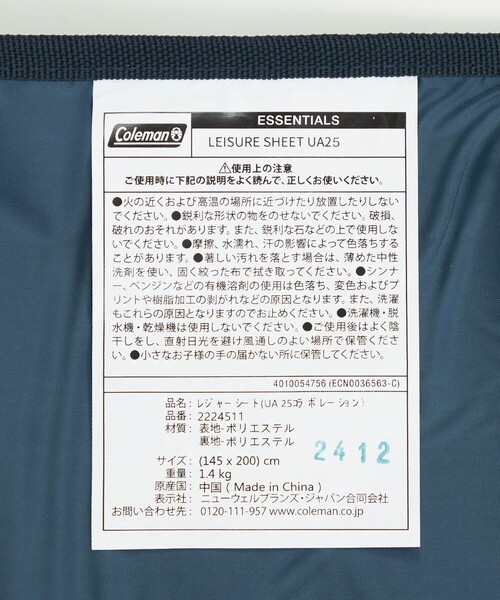 Coleman
ESSENTIALS
LEISURE SHEET UA25
⚠使用上の注意
ご使用時に下記の説明をよく読んで、正しくお使いください。
●火の近くおよび高温の場所に近づけたり放置したりしない
でください。●鋭利な形状の物をのせないでください。破損、
破れのおそれがあります。また、鋭利な石などの上で使用しな
いでください。●摩擦、水濡れ、汗の影響によって色落ちする
ことがあります。●著しい汚れを落とす場合は、薄めた中性
洗剤を使い、固く絞った布で拭き取ってください。●シンナ
ー、ベンジンなどの有機溶剤の使用は色落ち、変色およびプ
リントや樹脂加工の剥がれなどの原因となります。また、洗濯
もこれらの原因となりますのでお止めください。●洗濯機・脱
水機・乾燥機は使用しないでください。●ご使用後はよく陰
干しをし、直射日光を避け風通しのよい場所で保管くださ
い。●小さなお子様の手の届かない所に保管してください。
4010054756 (ECN0036563-C)
品名: レジャーシート(UA 25コラボレーション)
品番: 2224511
材質: 表地-ポリエステル
裏地-ポリエステル
2412
サイズ: (145 x 200) cm
重量: 1.4 kg
原産国: 中国 ( Made in China )
表示社: ニューウェルブランズ・ジャパン合同会社
お問い合わせ先: 0120-111-957 www.coleman.co.jp